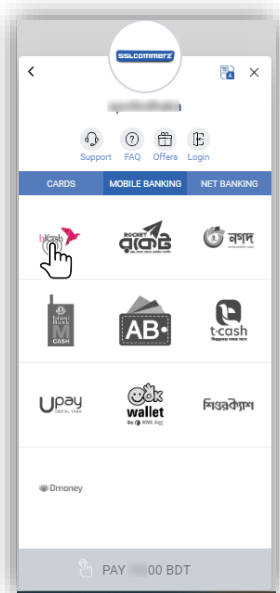 SSLCOMMERZ
Support FAQ Offers Login
CARDS MOBILE BANKING NET BANKING
bKash ROCKET রকেট নগদ
Islami Bank M CASH AB t-cash
Upay ok wallet শিওরক্যাশ
by
Dmoney
PAY 00 BDT